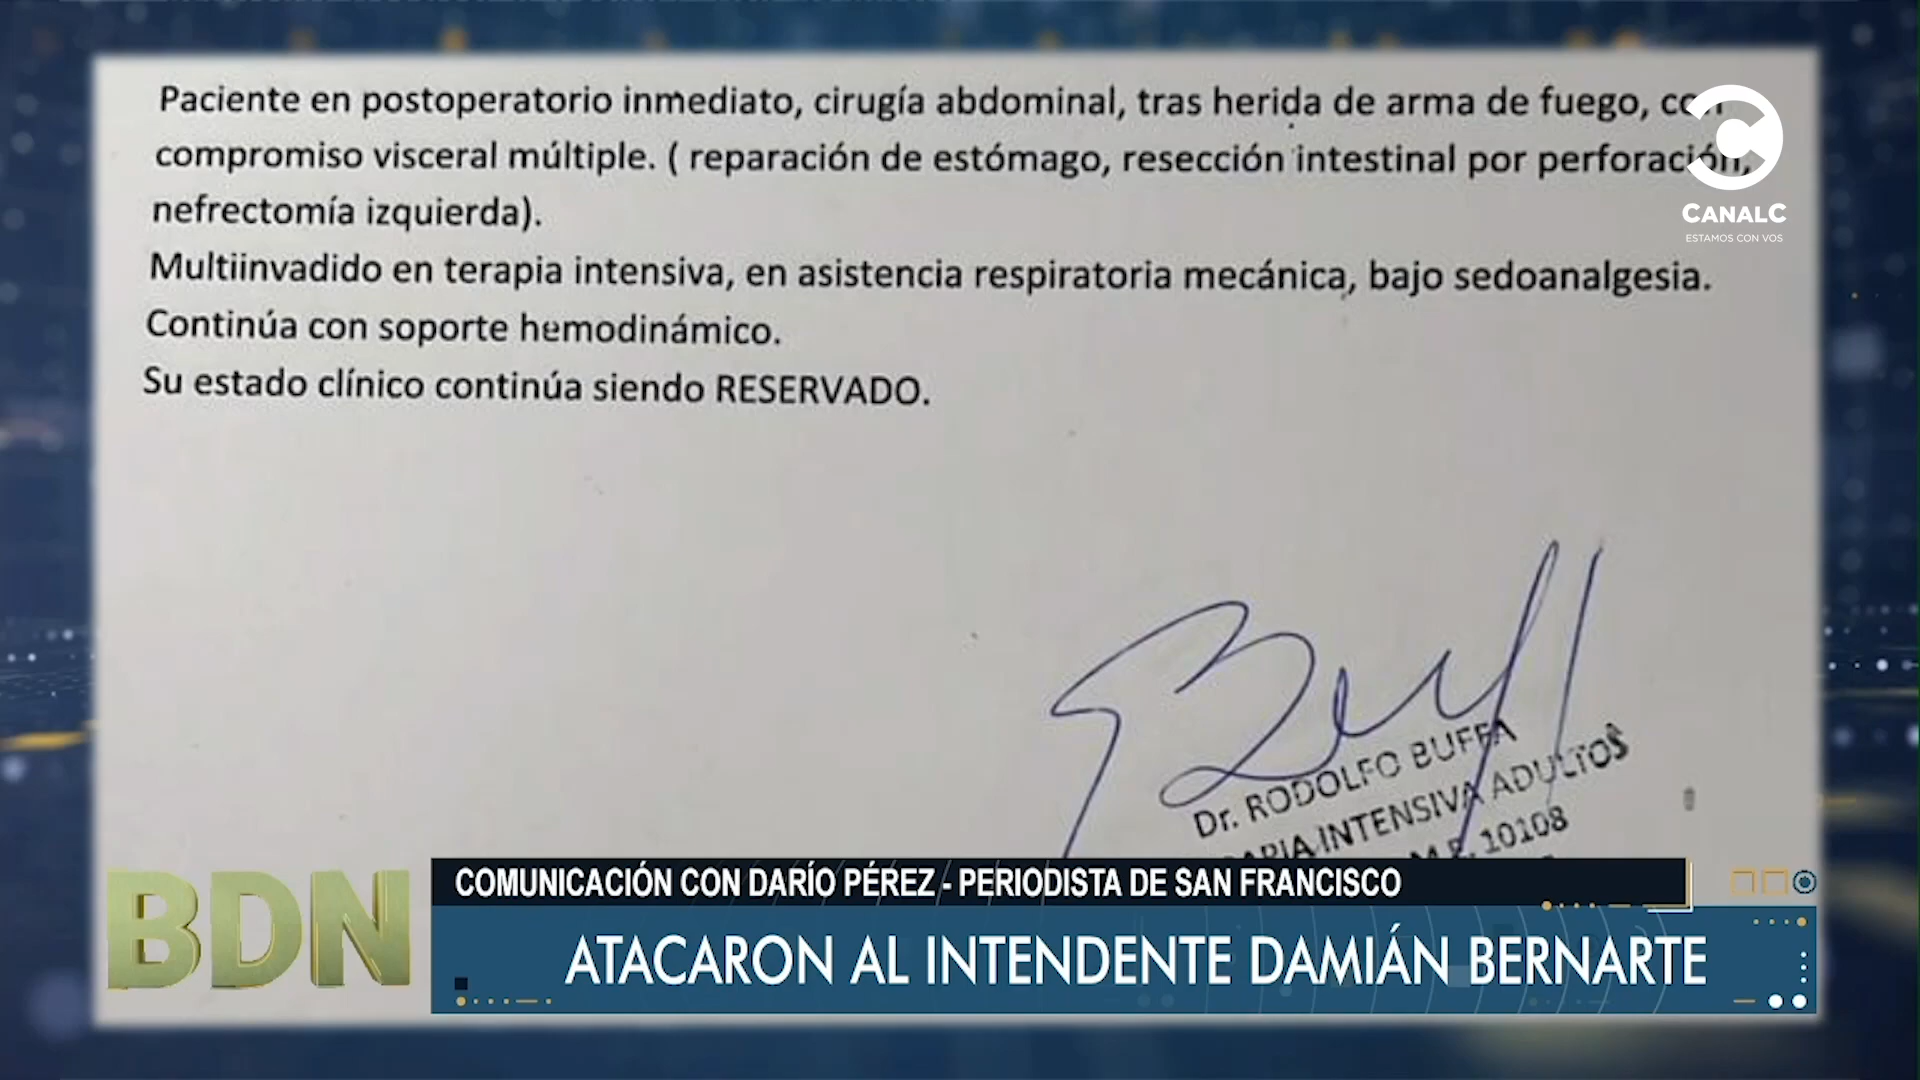 Paciente en postoperatorio inmediato, cirugía abdominal, tras herida de arma de fuego, con
compromiso visceral múltiple. ( reparación de estómago, resección intestinal por perforación,
nefrectomía izquierda).
Multiinvadido en terapia intensiva, en asistencia respiratoria mecánica, bajo sedoanalgesia.
Continúa con soporte hemodinámico.
Su estado clínico continúa siendo RESERVADO.
CANALC
ESTAMOS CON VOS
Dr. RODOLFO BUFFA
INTENSIVA ADULTOS
M.P. 10108
BDN
COMUNICACIÓN CON DARÍO PÉREZ - PERIODISTA DE SAN FRANCISCO
ATACARON AL INTENDENTE DAMIÁN BERNARTE